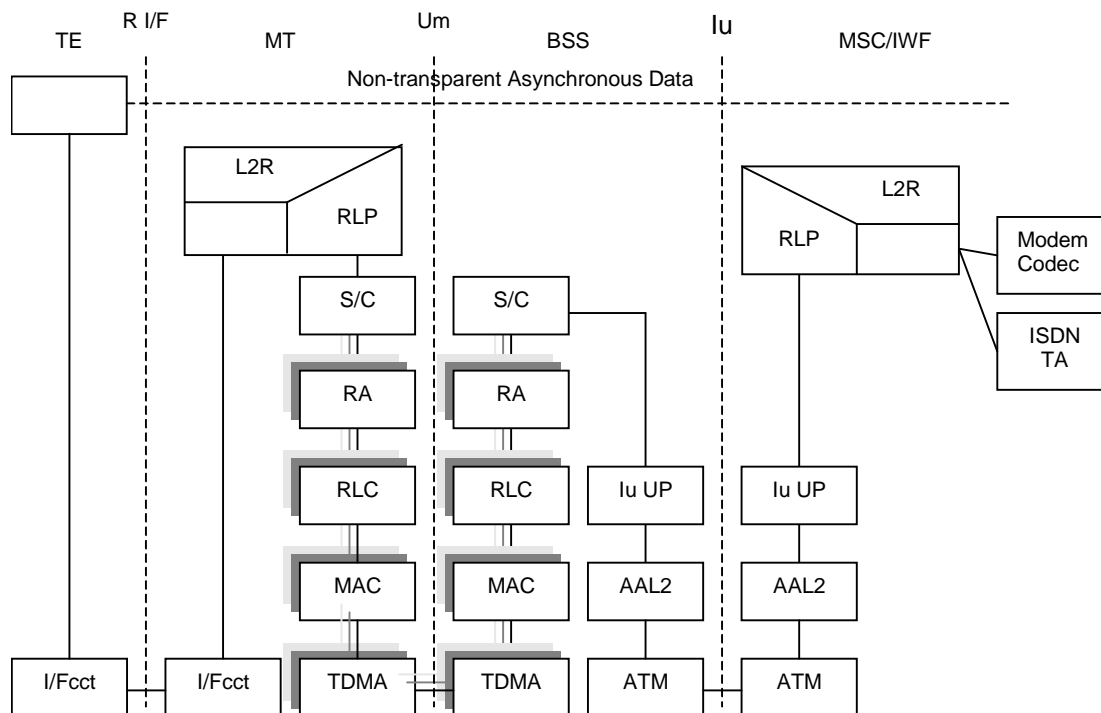 R I/F Um Iu
TE MT BSS MSC/IWF
Non-transparent Asynchronous Data
L2R
RLP
L2R
RLP
Modem
Codec
S/C S/C
ISDN
TA
RA RA
RLC RLC Iu UP Iu UP
MAC MAC AAL2 AAL2
I/Fcct I/Fcct TDMA TDMA ATM ATM